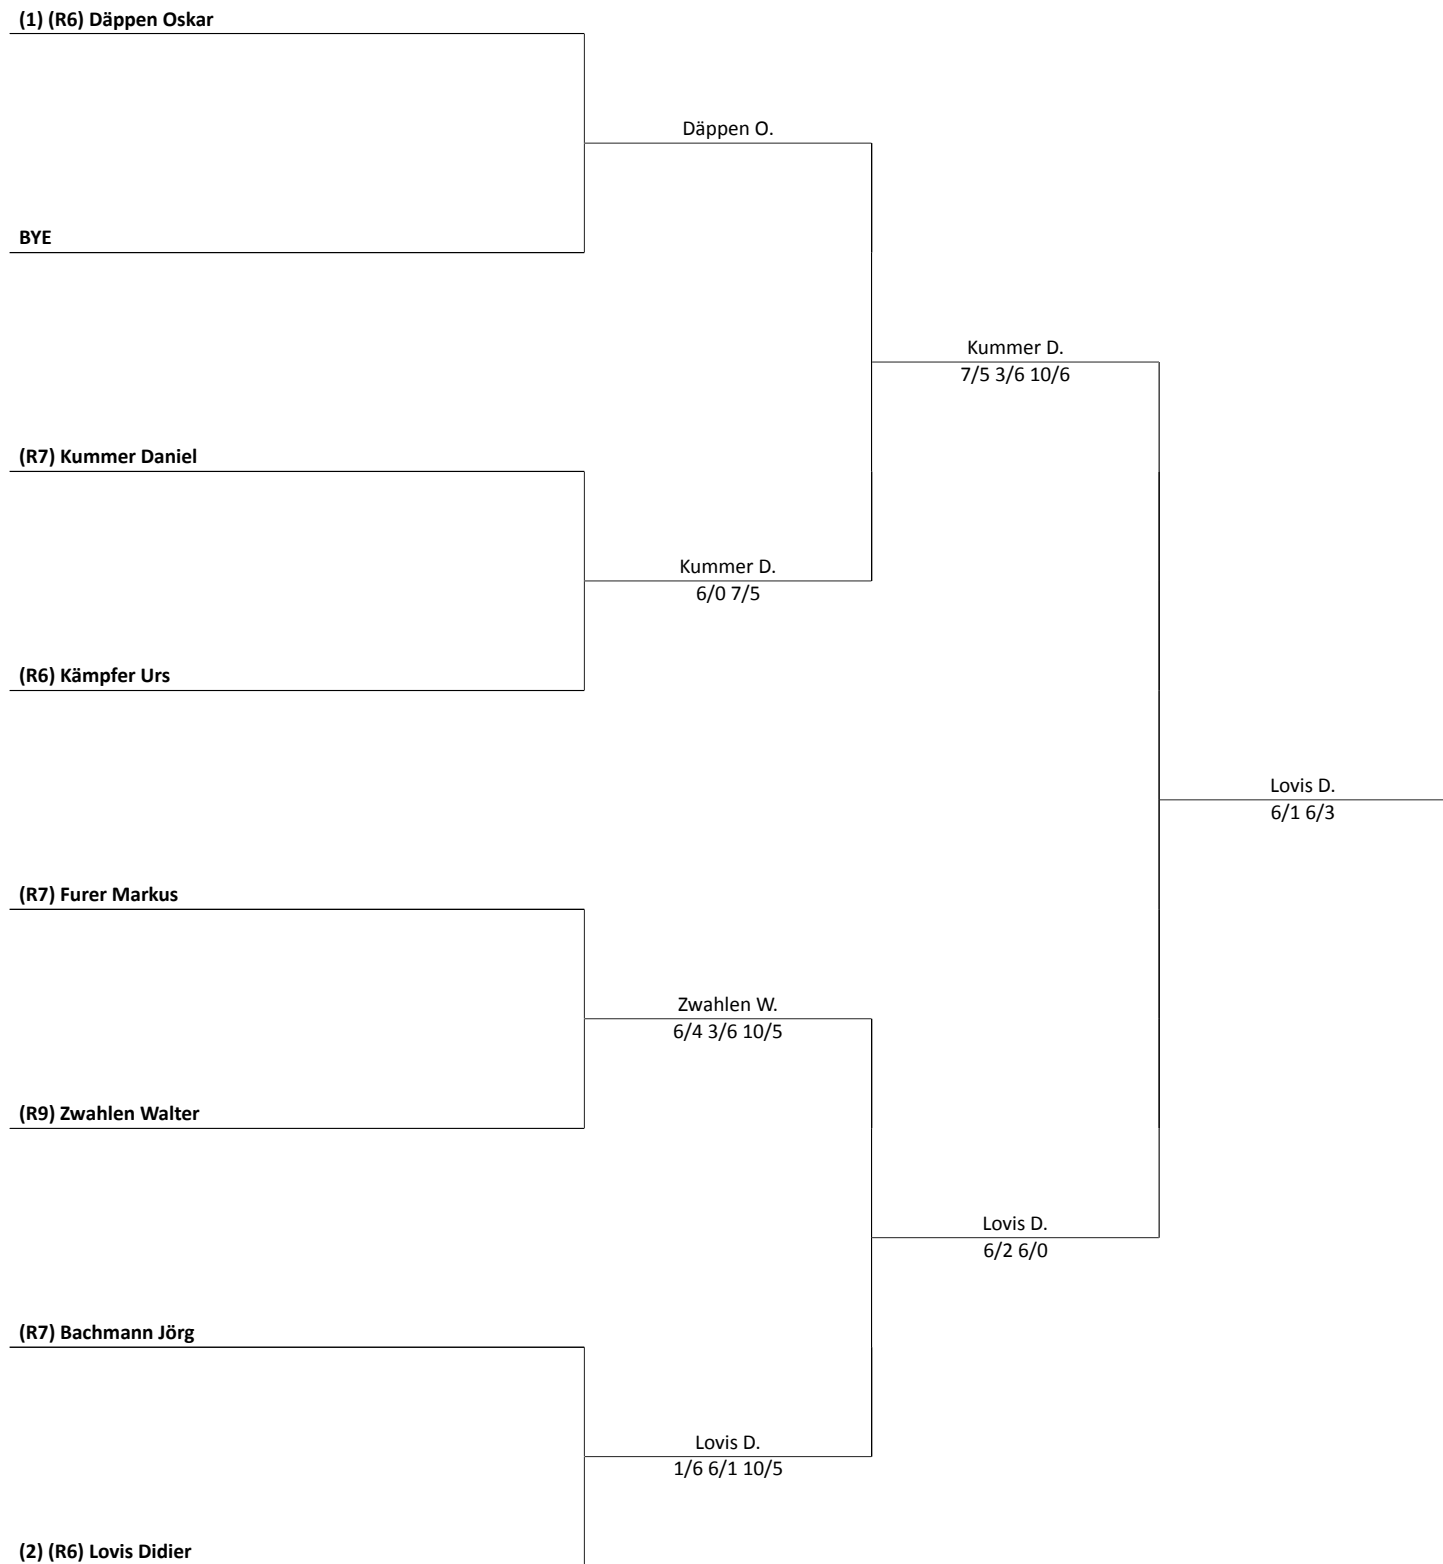 (1) (R6) Däppen Oskar
Däppen O.
BYE
Kummer D.
7/5 3/6 10/6
(R7) Kummer Daniel
Kummer D.
6/0 7/5
(R6) Kämpfer Urs
Lovis D.
6/1 6/3
(R7) Furer Markus
Zwahlen W.
6/4 3/6 10/5
(R9) Zwahlen Walter
Lovis D.
6/2 6/0
(R7) Bachmann Jörg
Lovis D.
1/6 6/1 10/5
(2) (R6) Lovis Didier